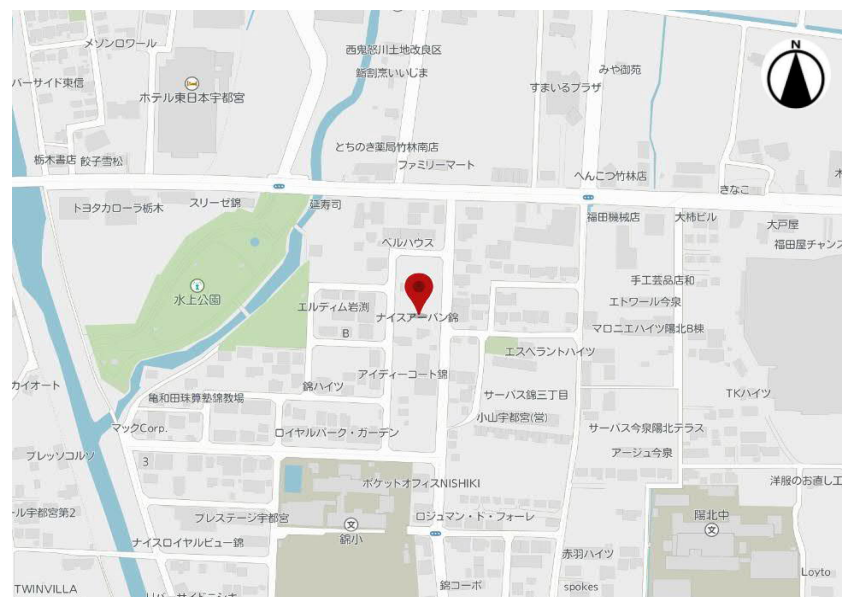 メゾンロワール
西鬼怒川土地改良区
N
バーサイド東信
ホテル東日本宇都宮
鮨割烹いいじま
みや御苑
すまいるプラザ
とちのき薬局竹林南店
栃木書店
餃子雪松
ファミリーマート
へんこつ竹林店
きなこ
トヨタカローラ栃木
スリーゼ錦
延寿司
福田機械店
大柿ビル
大戸屋
ベルハウス
福田屋チャンス
手工芸品店和
水上公園
エルディム岩渕
エトワール今泉
ナイスアーバン錦
B
マロニエハイツ陽北B棟
エスペラントハイツ
アイディーコート錦
カイオート
錦ハイツ
サーパス錦三丁目
TKハイツ
亀和田珠算塾錦教場
小山宇都宮(営)
マックCorp.
ロイヤルパーク・ガーデン
サーパス今泉陽北テラス
プレッソコルソ
アージュ今泉
3
ポケットオフィスNISHIKI
洋服のお直し工
ール宇都宮第2
プレステージ宇都宮
文
ロジュマン・ド・フォーレ
陽北中
文
ナイスロイヤルビュー錦
錦小
赤羽ハイツ
Loyto
TWINVILLA
リバーサイドニシキ
錦コーポ
spokes